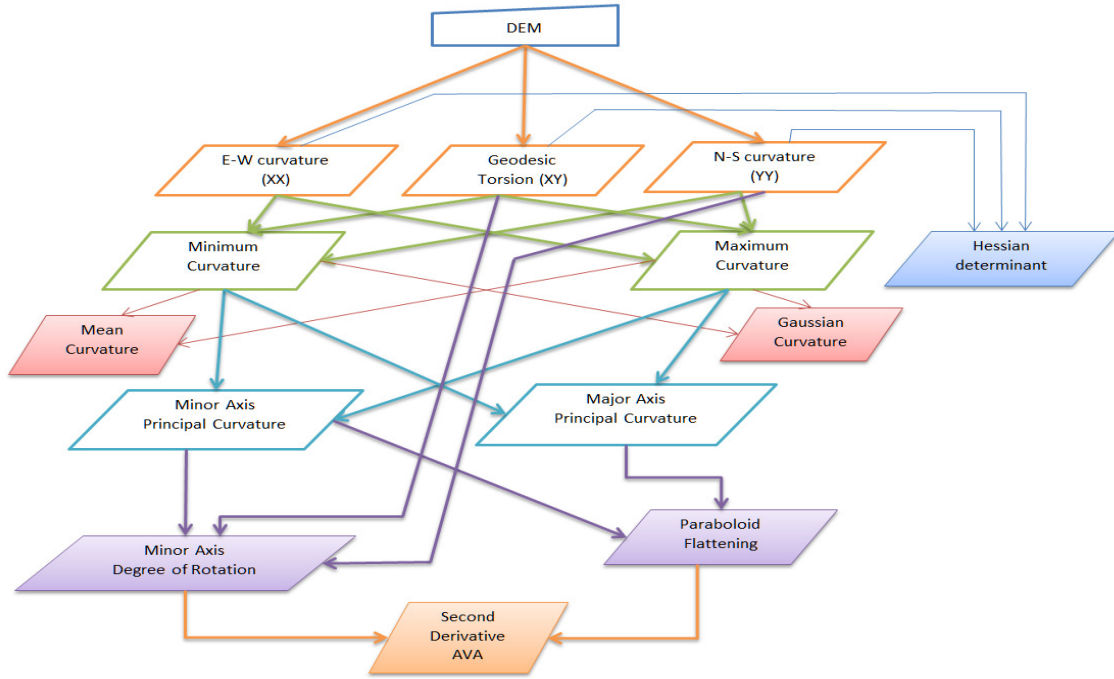 DEM
E-W curvature
(XX)
Geodesic
Torsion (XY)
N-S curvature
(YY)
Minimum
Curvature
Maximum
Curvature
Hessian
determinant
Mean
Curvature
Gaussian
Curvature
Minor Axis
Principal Curvature
Major Axis
Principal Curvature
Minor Axis
Degree of Rotation
Paraboloid
Flattening
Second
Derivative
AVA